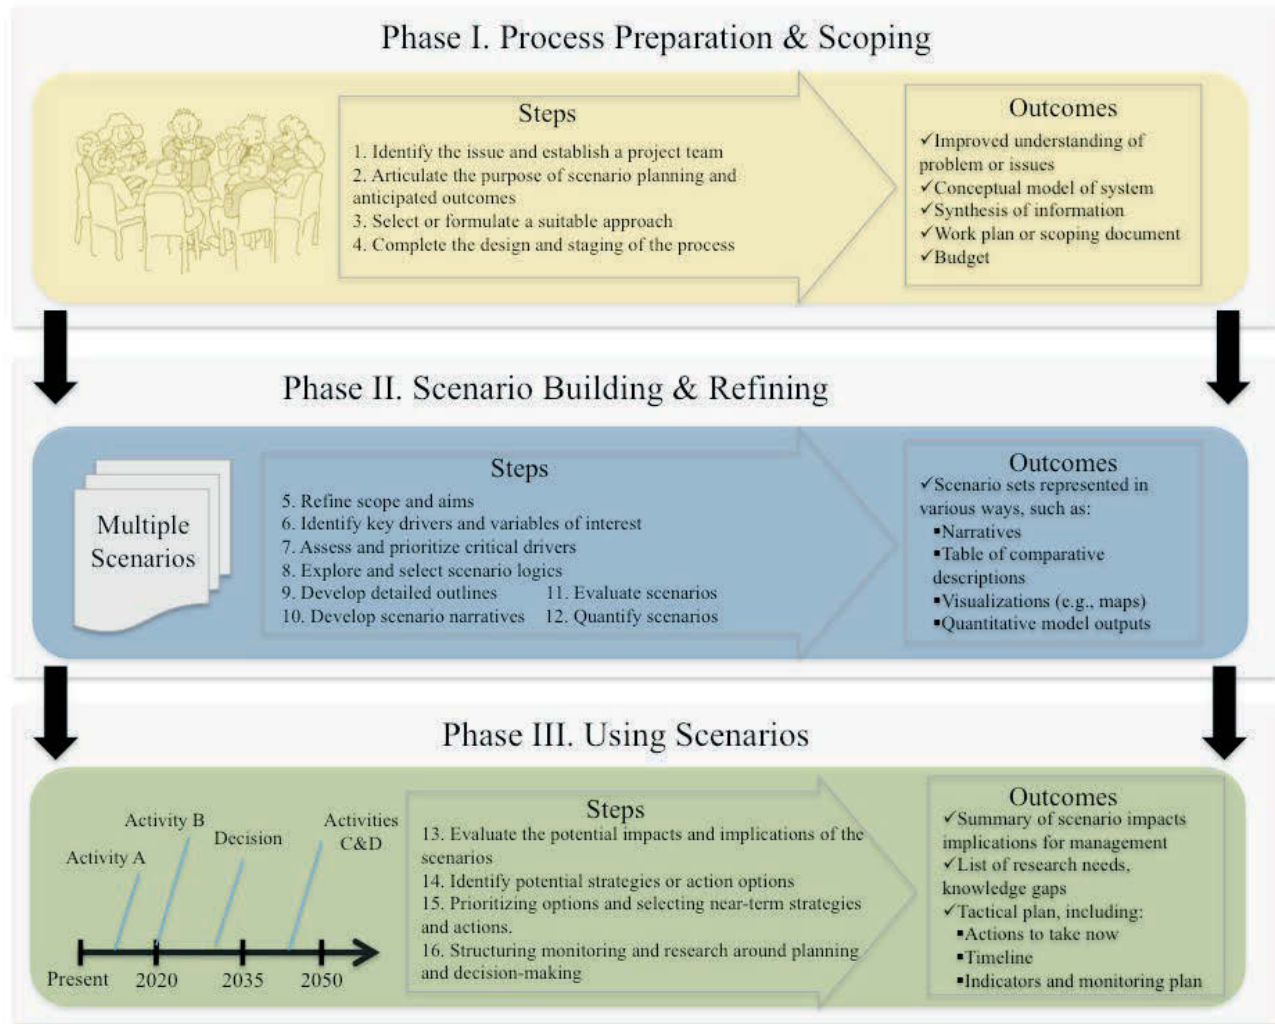 Phase I. Process Preparation & Scoping
Steps
1. Identify the issue and establish a project team
2. Articulate the purpose of scenario planning and
anticipated outcomes
3. Select or formulate a suitable approach
4. Complete the design and staging of the process
Outcomes
✓Improved understanding of
problem or issues
✓Conceptual model of system
✓Synthesis of information
✓Work plan or scoping document
✓Budget
Phase II. Scenario Building & Refining
Multiple
Scenarios
Steps
5. Refine scope and aims
6. Identify key drivers and variables of interest
7. Assess and prioritize critical drivers
8. Explore and select scenario logics
9. Develop detailed outlines 11. Evaluate scenarios
10. Develop scenario narratives 12. Quantify scenarios
Outcomes
✓Scenario sets represented in
various ways, such as:
▪Narratives
▪Table of comparative
descriptions
▪Visualizations (e.g., maps)
▪Quantitative model outputs
Phase III. Using Scenarios
Activity A
Activity B
Decision
Activities
C&D
Present 2020 2035 2050
Steps
13. Evaluate the potential impacts and implications of the
scenarios
14. Identify potential strategies or action options
15. Prioritizing options and selecting near-term strategies
and actions.
16. Structuring monitoring and research around planning
and decision-making
Outcomes
✓Summary of scenario impacts
implications for management
✓List of research needs,
knowledge gaps
✓Tactical plan, including:
▪Actions to take now
▪Timeline
▪Indicators and monitoring plan